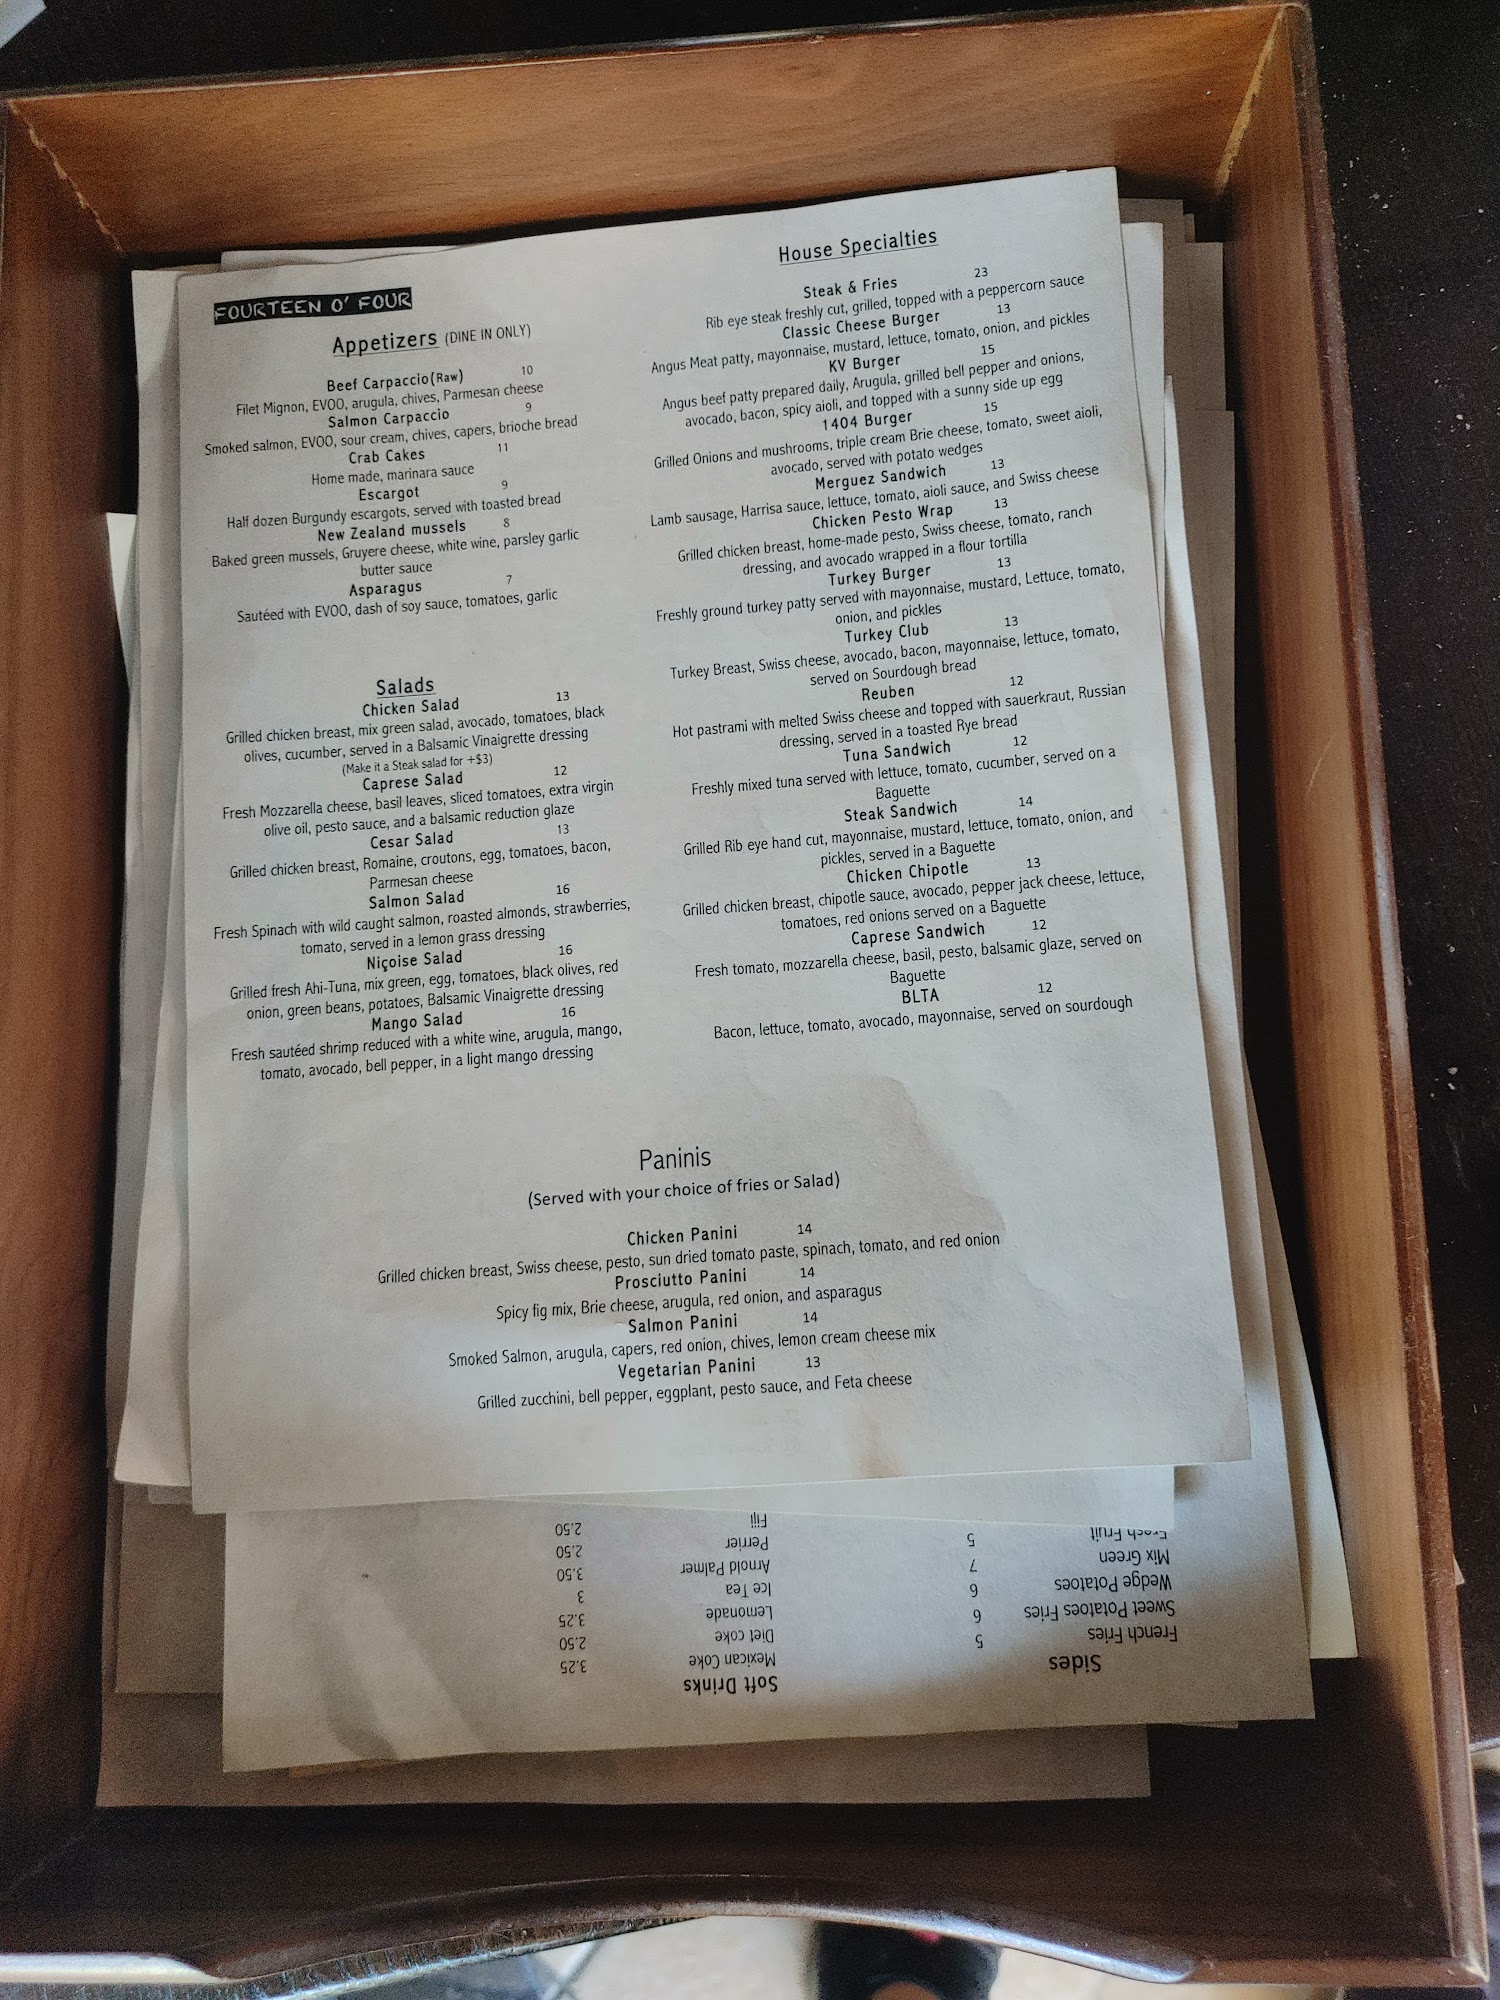 FOURTEEN O' FOUR
Appetizers (DINE IN ONLY)
Beef Carpaccio(Raw) 10
Filet Mignon, EVOO, arugula, chives, Parmesan cheese
Salmon Carpaccio 9
Smoked salmon, EVOO, sour cream, chives, capers, brioche bread
Crab Cakes 11
Home made, marinara sauce
Escargot 9
Half dozen Burgundy escargots, served with toasted bread
New Zealand mussels 8
Baked green mussels, Gruyere cheese, white wine, parsley garlic
butter sauce
Asparagus 7
Sautéed with EVOO, dash of soy sauce, tomatoes, garlic
Salads
Chicken Salad 13
Grilled chicken breast, mix green salad, avocado, tomatoes, black
olives, cucumber, served in a Balsamic Vinaigrette dressing
(Make it a Steak salad for +$3)
Caprese Salad 12
Fresh Mozzarella cheese, basil leaves, sliced tomatoes, extra virgin
olive oil, pesto sauce, and a balsamic reduction glaze
Cesar Salad 13
Grilled chicken breast, Romaine, croutons, egg, tomatoes, bacon,
Parmesan cheese
Salmon Salad 16
Fresh Spinach with wild caught salmon, roasted almonds, strawberries,
tomato, served in a lemon grass dressing
Niçoise Salad 16
Grilled fresh Ahi-Tuna, mix green, egg, tomatoes, black olives, red
onion, green beans, potatoes, Balsamic Vinaigrette dressing
Mango Salad 16
Fresh sautéed shrimp reduced with a white wine, arugula, mango,
tomato, avocado, bell pepper, in a light mango dressing
House Specialties
Steak & Fries 23
Rib eye steak freshly cut, grilled, topped with a peppercorn sauce
Classic Cheese Burger 13
Angus Meat patty, mayonnaise, mustard, lettuce, tomato, onion, and pickles
KV Burger 15
Angus beef patty prepared daily, Arugula, grilled bell pepper and onions,
avocado, bacon, spicy aioli, and topped with a sunny side up egg
1404 Burger 15
Grilled Onions and mushrooms, triple cream Brie cheese, tomato, sweet aioli,
avocado, served with potato wedges
Merguez Sandwich 13
Lamb sausage, Harrisa sauce, lettuce, tomato, aioli sauce, and Swiss cheese
Chicken Pesto Wrap 13
Grilled chicken breast, home-made pesto, Swiss cheese, tomato, ranch
dressing, and avocado wrapped in a flour tortilla
Turkey Burger 13
Freshly ground turkey patty served with mayonnaise, mustard, Lettuce, tomato,
onion, and pickles
Turkey Club 13
Turkey Breast, Swiss cheese, avocado, bacon, mayonnaise, lettuce, tomato,
served on Sourdough bread
Reuben 12
Hot pastrami with melted Swiss cheese and topped with sauerkraut, Russian
dressing, served in a toasted Rye bread
Tuna Sandwich 12
Freshly mixed tuna served with lettuce, tomato, cucumber, served on a
Baguette
Steak Sandwich 14
Grilled Rib eye hand cut, mayonnaise, mustard, lettuce, tomato, onion, and
pickles, served in a Baguette
Chicken Chipotle 13
Grilled chicken breast, chipotle sauce, avocado, pepper jack cheese, lettuce,
tomatoes, red onions served on a Baguette
Caprese Sandwich 12
Fresh tomato, mozzarella cheese, basil, pesto, balsamic glaze, served on
Baguette
BLTA 12
Bacon, lettuce, tomato, avocado, mayonnaise, served on sourdough
Paninis
(Served with your choice of fries or Salad)
Chicken Panini 14
Grilled chicken breast, Swiss cheese, pesto, sun dried tomato paste, spinach, tomato, and red onion
Prosciutto Panini 14
Spicy fig mix, Brie cheese, arugula, red onion, and asparagus
Salmon Panini 14
Smoked Salmon, arugula, capers, red onion, chives, lemon cream cheese mix
Vegetarian Panini 13
Grilled zucchini, bell pepper, eggplant, pesto sauce, and Feta cheese
Sides
French Fries 5
Sweet Potatoes Fries 6
Wedge Potatoes 6
Mix Green 7
Fresh Fruit 5
Soft Drinks
Mexican Coke 3.25
Diet coke 2.50
Lemonade 3.25
Ice Tea 3
Arnold Palmer 3.50
Perrier 2.50
Fiji 2.50